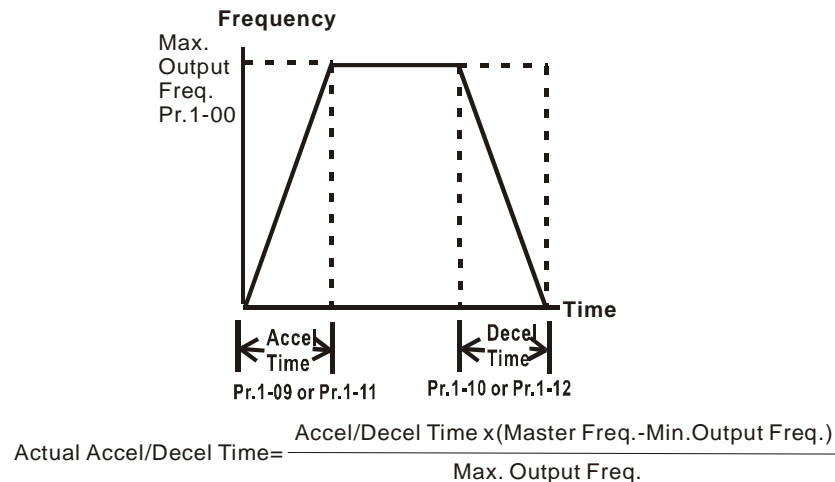 Frequency
Max.
Output
Freq.
Pr.1-00
Time
Accel
Time
Decel
Time
Pr.1-09 or Pr.1-11
Pr.1-10 or Pr.1-12
Accel/Decel Time x(Master Freq.-Min.Output Freq.)
Actual Accel/Decel Time=
Max. Output Freq.